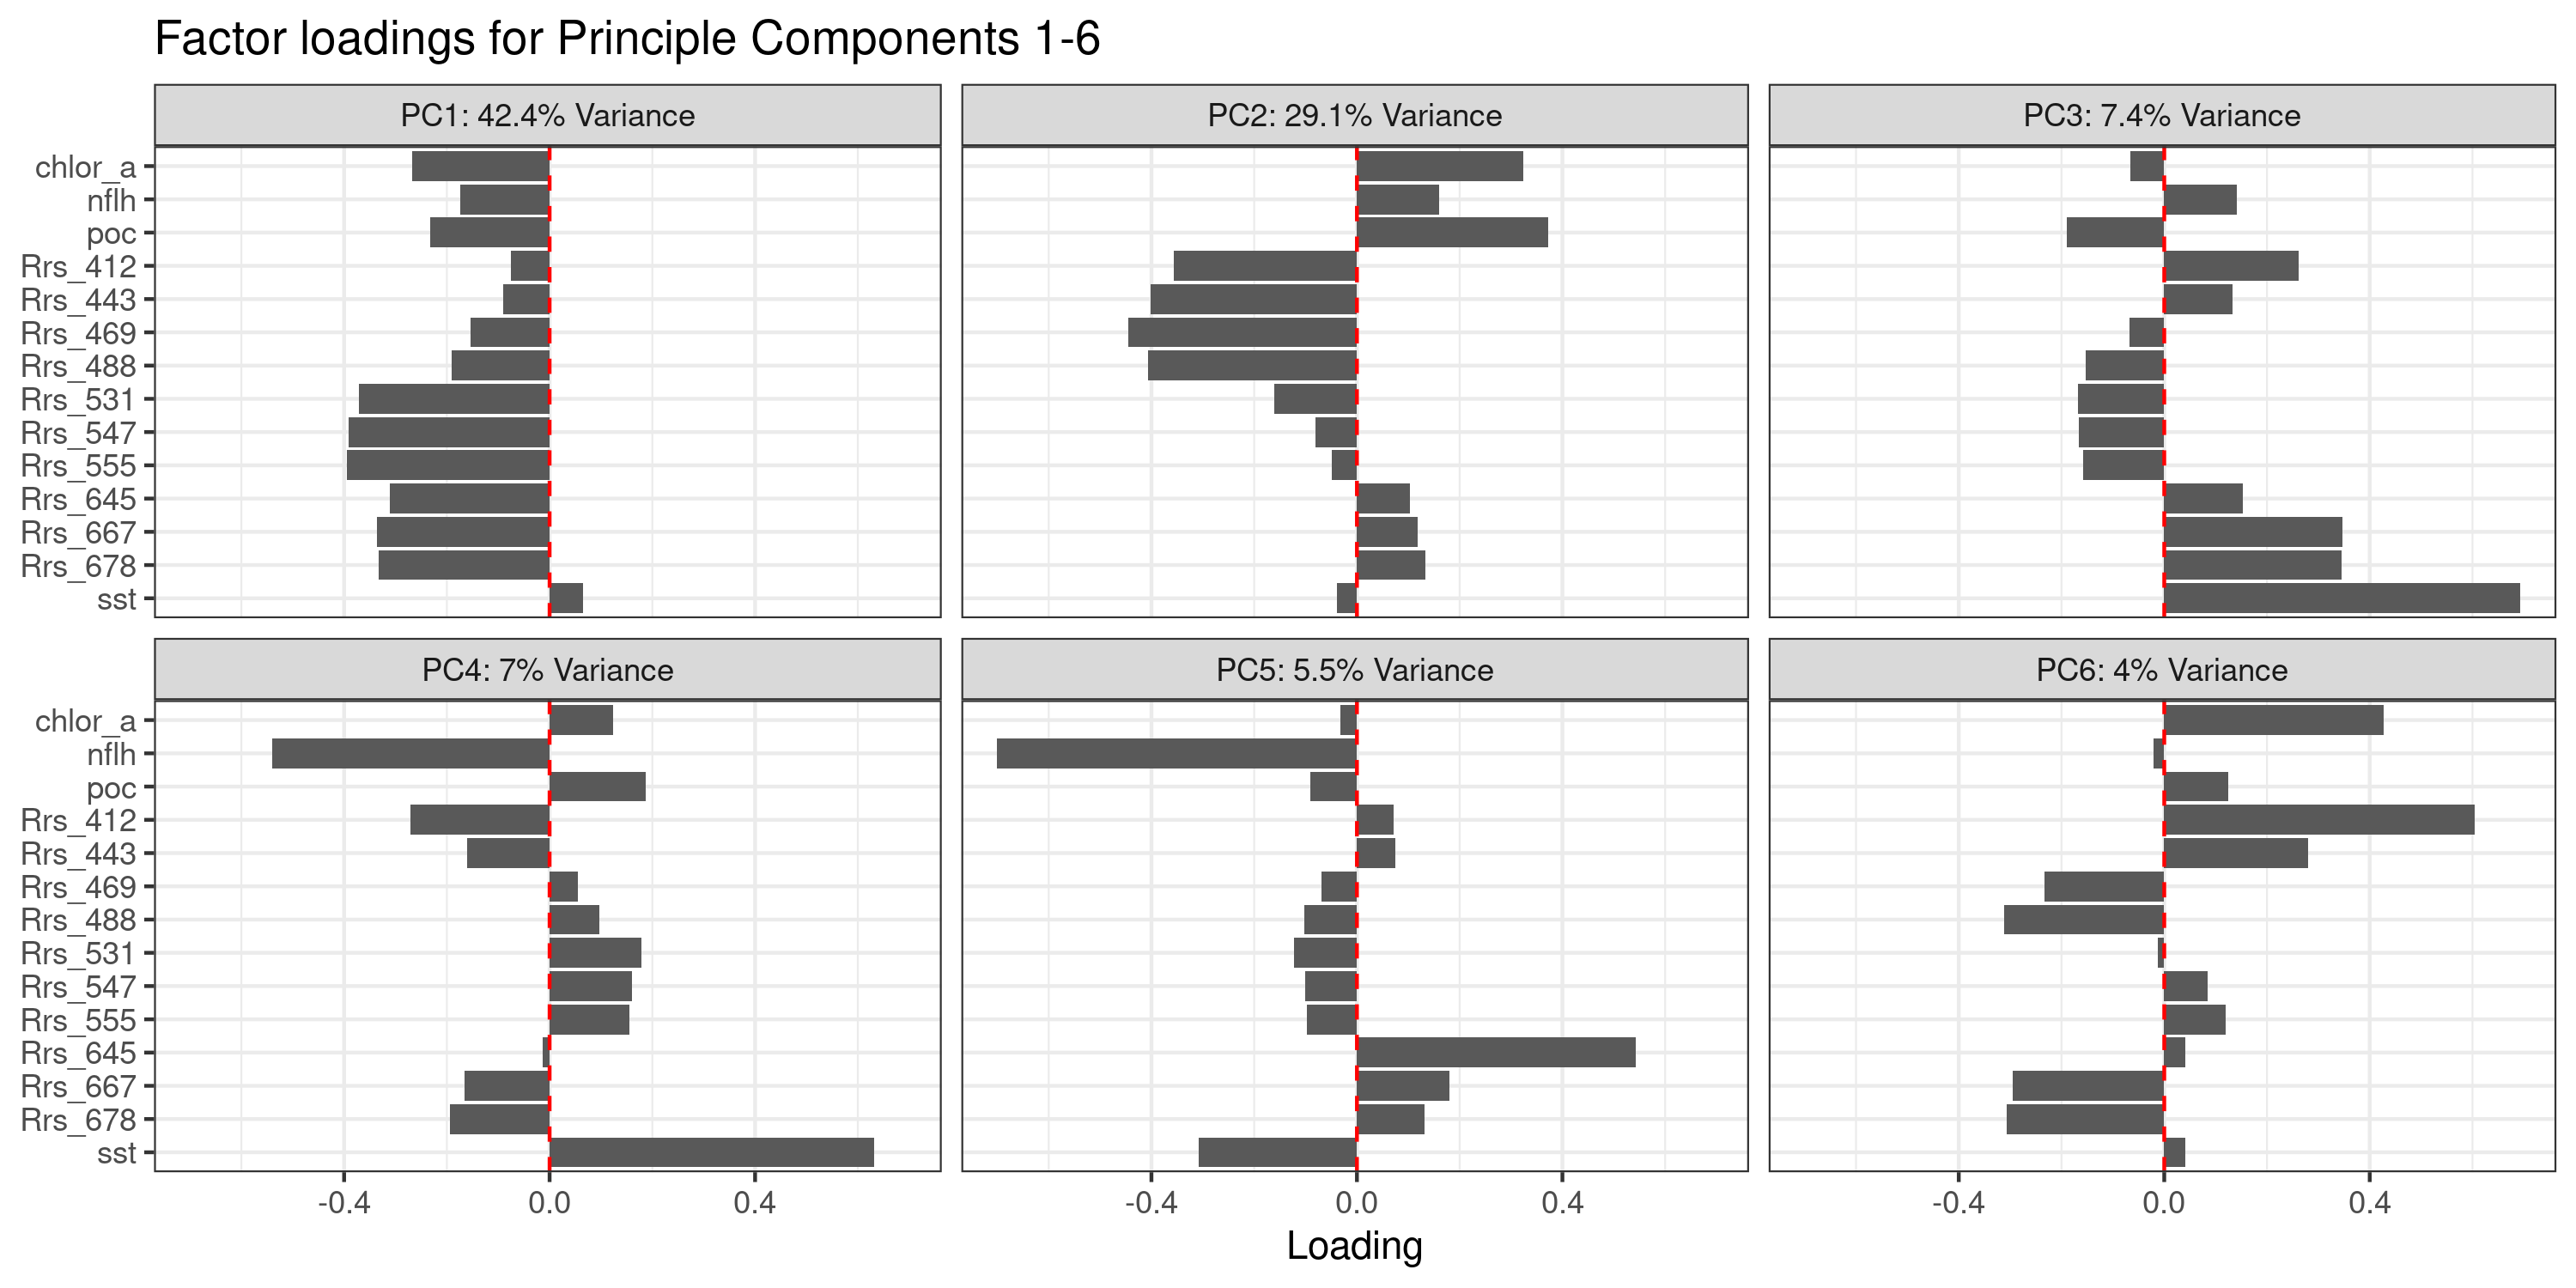 Factor loadings for Principle Components 1-6
PC1: 42.4% Variance
PC2: 29.1% Variance
PC3: 7.4% Variance
chlor_a
nflh
poc
Rrs_412
Rrs_443
Rrs_469
Rrs_488
Rrs_531
Rrs_547
Rrs_555
Rrs_645
Rrs_667
Rrs_678
sst
PC4: 7% Variance
PC5: 5.5% Variance
PC6: 4% Variance
chlor_a
nflh
poc
Rrs_412
Rrs_443
Rrs_469
Rrs_488
Rrs_531
Rrs_547
Rrs_555
Rrs_645
Rrs_667
Rrs_678
sst
-0.4 0.0 0.4
-0.4 0.0 0.4
-0.4 0.0 0.4
Loading